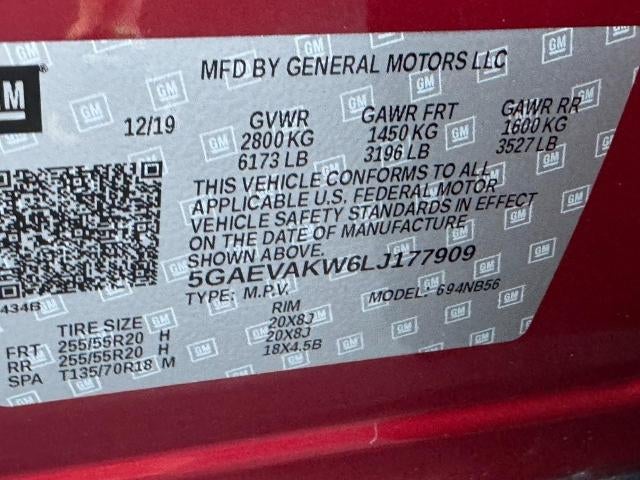 GM
MFD BY GENERAL MOTORS LLC
12/19
GVWR GAWR FRT GAWR RR
2800 KG 1450 KG 1600 KG
6173 LB 3196 LB 3527 LB
THIS VEHICLE CONFORMS TO ALL
APPLICABLE U.S. FEDERAL MOTOR
VEHICLE SAFETY STANDARDS IN EFFECT
ON THE DATE OF MANUFACTURE
SHOWN ABOVE.
5GAEVAKW6LJ177909
434B
TYPE: M.P.V. MODEL: 694NB56
TIRE SIZE RIM
FRT 255/55R20 H 20X8J
RR 255/55R20 H 20X8J
SPA T135/70R18 M 18X4.5B